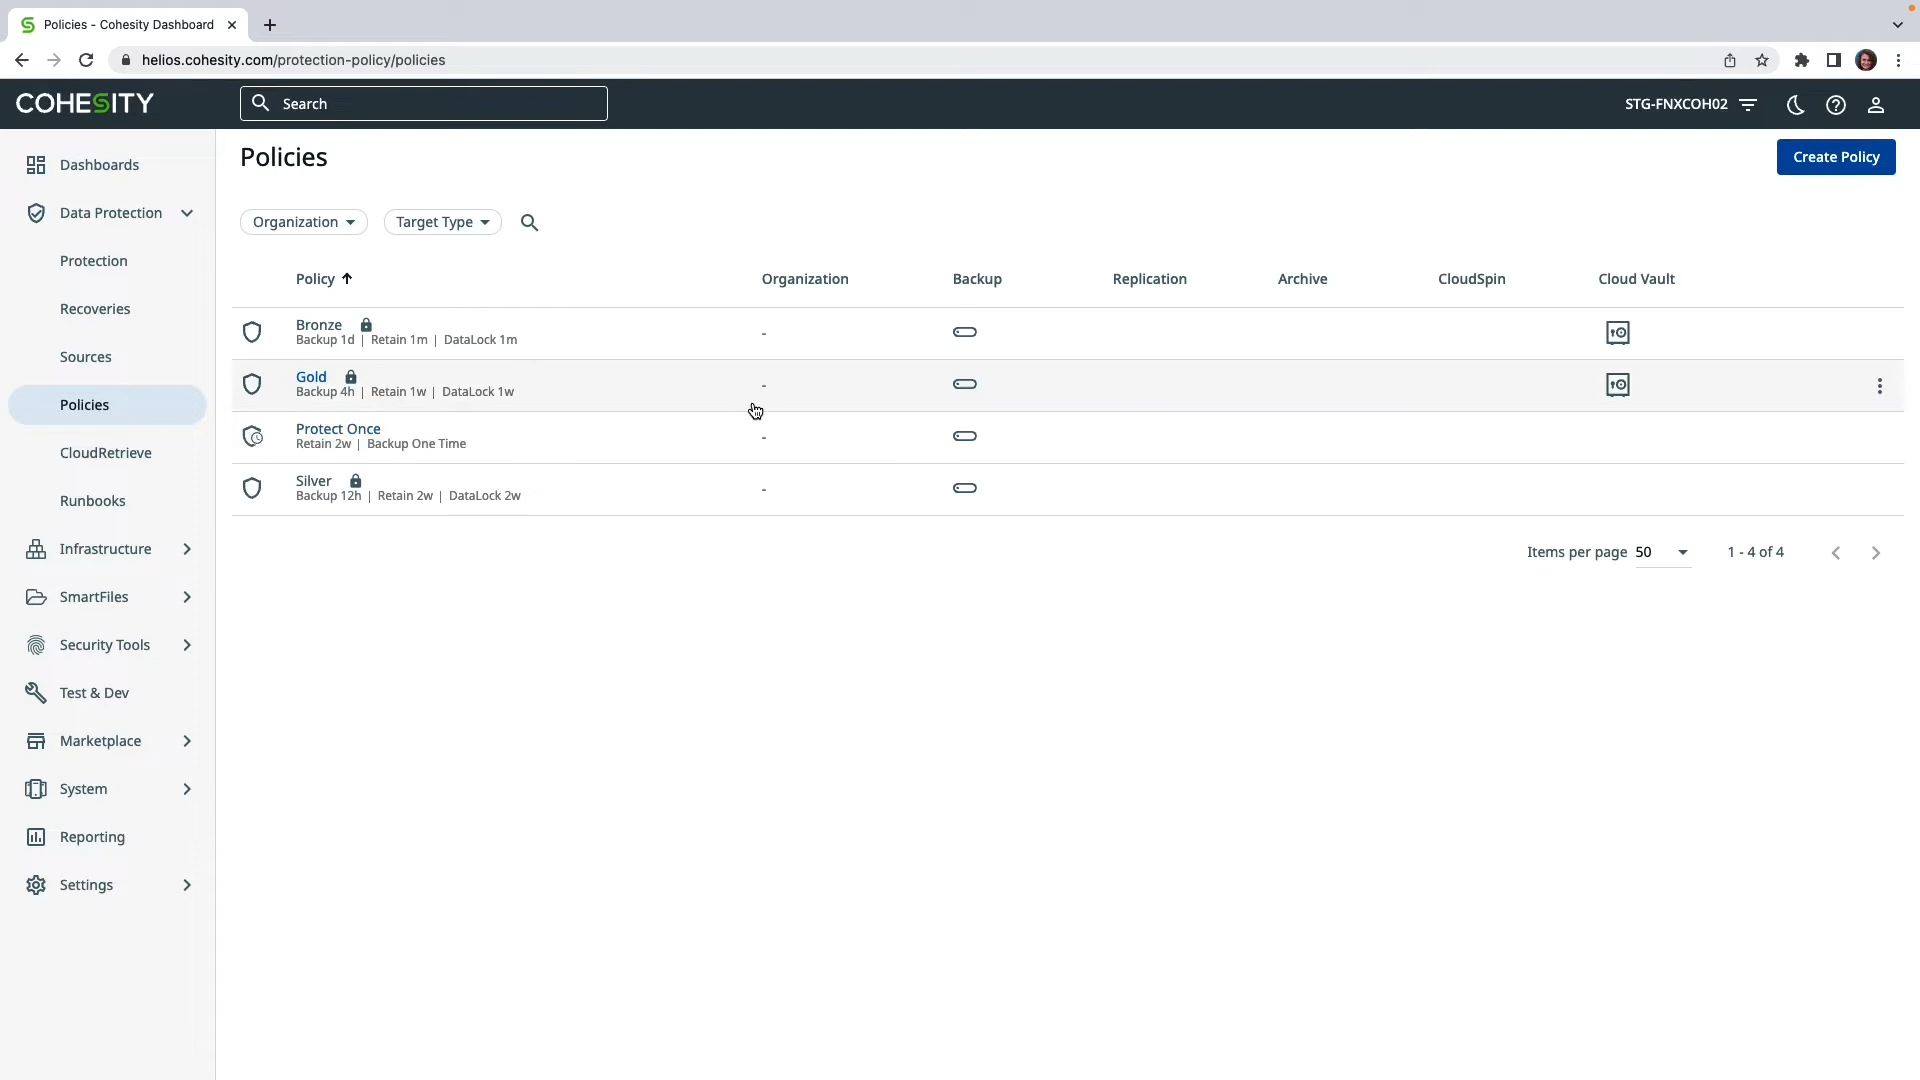 Policies - Cohesity Dashboard
helios.cohesity.com/protection-policy/policies
COHESITY
Search
STG-FNXCOH02
Dashboards
Data Protection
Protection
Recoveries
Sources
Policies
CloudRetrieve
Runbooks
Infrastructure
SmartFiles
Security Tools
Test & Dev
Marketplace
System
Reporting
Settings
Policies
Create Policy
Organization
Target Type
Policy Organization Backup Replication Archive CloudSpin Cloud Vault
Bronze
Backup 1d | Retain 1m | DataLock 1m -
Gold
Backup 4h | Retain 1w | DataLock 1w -
Protect Once
Retain 2w | Backup One Time -
Silver
Backup 12h | Retain 2w | DataLock 2w -
Items per page 50 1 - 4 of 4